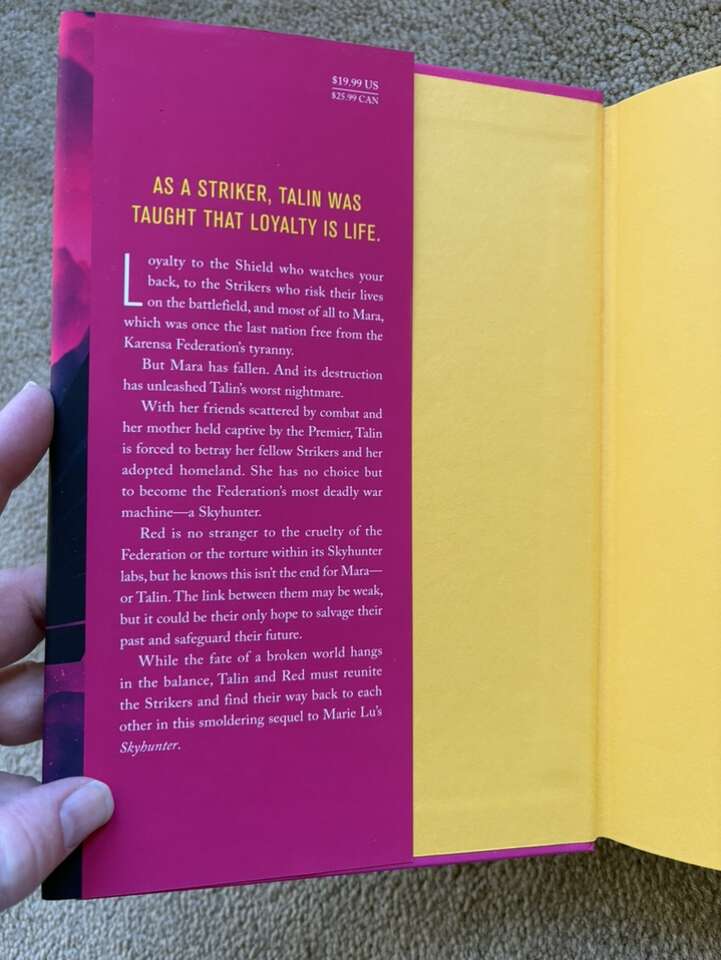 $19.99 US
$25.99 CAN
AS A STRIKER, TALIN WAS
TAUGHT THAT LOYALTY IS LIFE.
Loyalty to the Shield who watches your
back, to the Strikers who risk their lives
on the battlefield, and most of all to Mara,
which was once the last nation free from the
Karensa Federation's tyranny.
But Mara has fallen. And its destruction
has unleashed Talin's worst nightmare.
With her friends scattered by combat and
her mother held captive by the Premier, Talin
is forced to betray her fellow Strikers and her
adopted homeland. She has no choice but
to become the Federation's most deadly war
machine—a Skyhunter.
Red is no stranger to the cruelty of the
Federation or the torture within its Skyhunter
labs, but he knows this isn't the end for Mara—
or Talin. The link between them may be weak,
but it could be their only hope to salvage their
past and safeguard their future.
While the fate of a broken world hangs
in the balance, Talin and Red must reunite
the Strikers and find their way back to each
other in this smoldering sequel to Marie Lu's
Skyhunter.